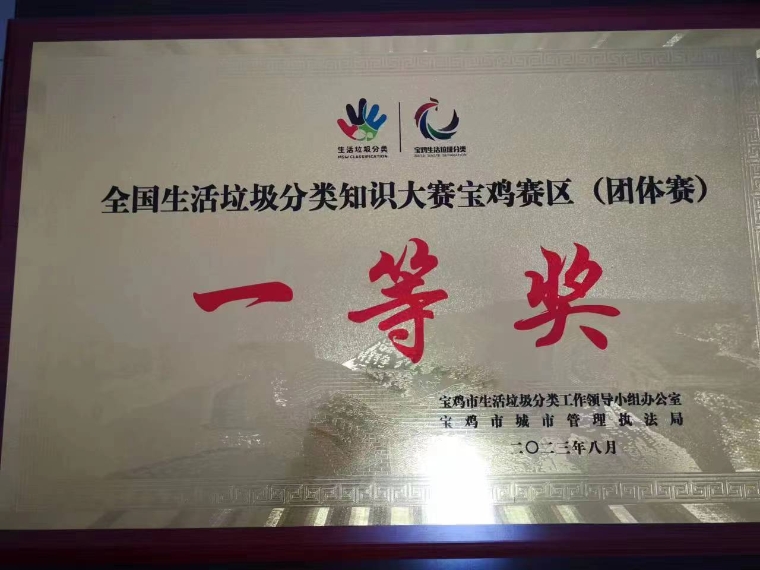 生活垃圾分类
MSW CLASSIFICATION
宝鸡生活垃圾分类
全国生活垃圾分类知识大赛宝鸡赛区（团体赛）
一等奖
宝鸡市生活垃圾分类工作领导小组办公室
宝鸡市城市管理执法局
二〇二三年八月